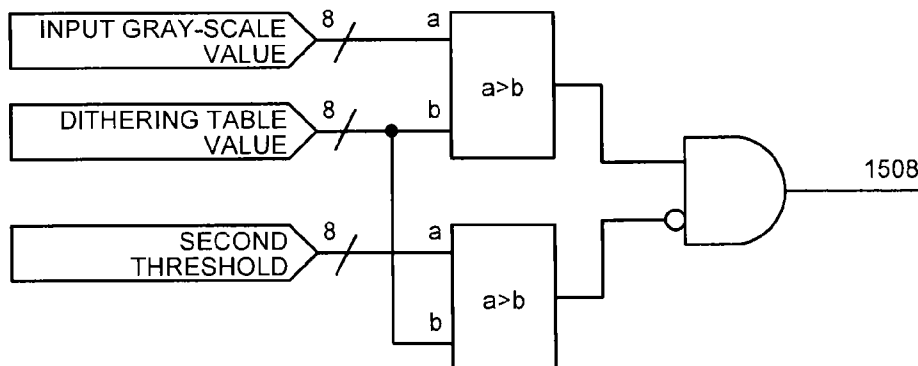 INPUT GRAY-SCALE
VALUE
8
a
a>b
DITHERING TABLE
VALUE
8
b
1508
SECOND
THRESHOLD
8
a
a>b
b